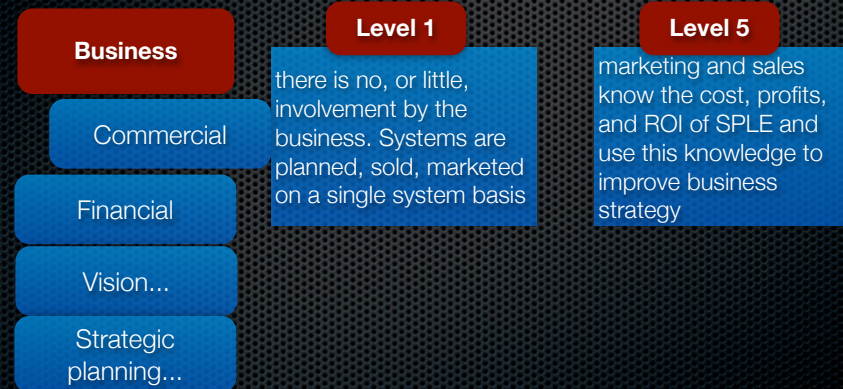 Business
Commercial
Financial
Vision...
Strategic
planning...
Level 1
there is no, or little,
involvement by the
business. Systems are
planned, sold, marketed
on a single system basis
Level 5
marketing and sales
know the cost, profits,
and ROI of SPLE and
use this knowledge to
improve business
strategy